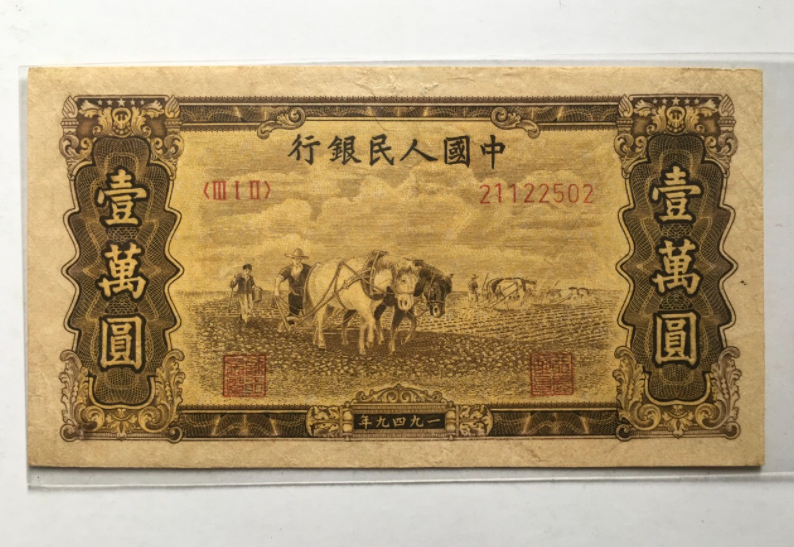 中國人民銀行
〈III I II〉
21122502
壹萬圓
壹萬圓
一九四九年